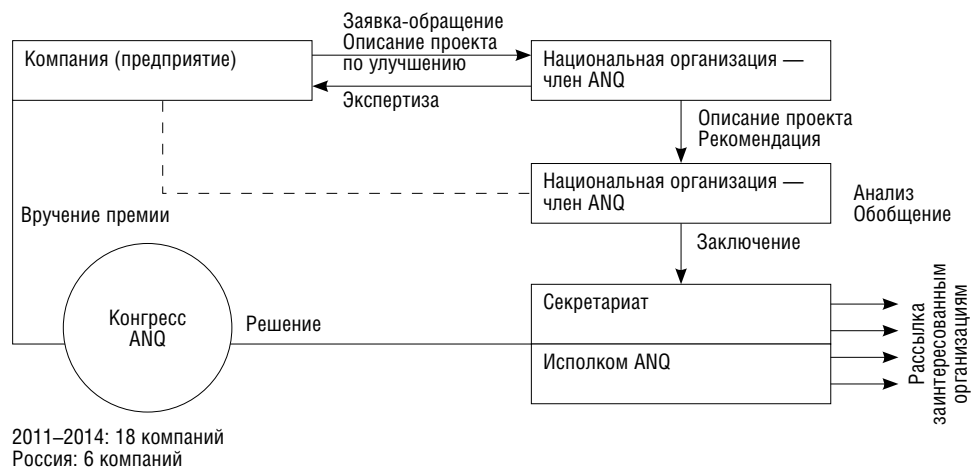 Заявка-обращение
Описание проекта
по улучшению
Компания (предприятие)
Экспертиза
Национальная организация —
член ANQ
Описание проекта
Рекомендация
Национальная организация —
член ANQ
Анализ
Обобщение
Вручение премии
Заключение
Конгресс
ANQ
Решение
Секретариат
Исполком ANQ
Рассылка
заинтересованным
организациям
2011–2014: 18 компаний
Россия: 6 компаний